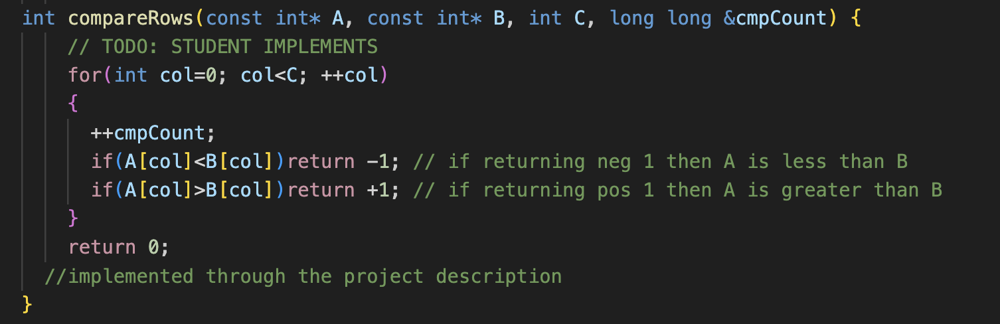 int compareRows(const int* A, const int* B, int C, long long &cmpCount) {
// TODO: STUDENT IMPLEMENTS
for(int col=0; col<C; ++col)
{
++cmpCount;
if(A[col]<B[col])return -1; // if returning neg 1 then A is less than B
if(A[col]>B[col])return +1; // if returning pos 1 then A is greater than B
}
return 0;
//implemented through the project description
}